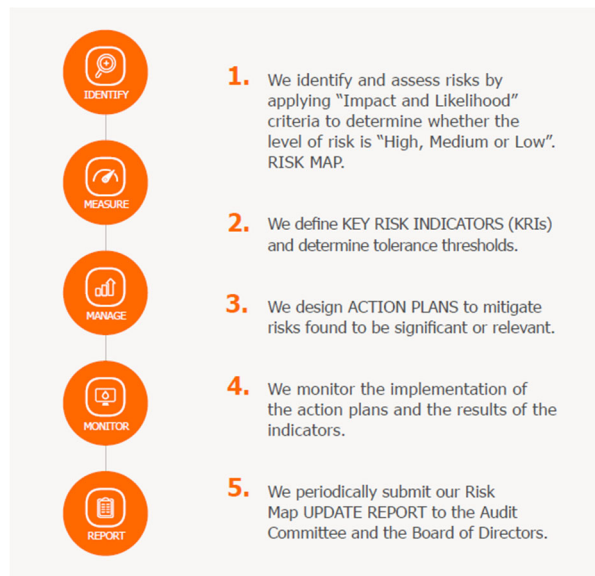 IDENTIFY
1. We identify and assess risks by
applying “Impact and Likelihood”
criteria to determine whether the
level of risk is “High, Medium or Low”.
RISK MAP.
MEASURE
2. We define KEY RISK INDICATORS (KRIs)
and determine tolerance thresholds.
MANAGE
3. We design ACTION PLANS to mitigate
risks found to be significant or relevant.
MONITOR
4. We monitor the implementation of
the action plans and the results of the
indicators.
REPORT
5. We periodically submit our Risk
Map UPDATE REPORT to the Audit
Committee and the Board of Directors.